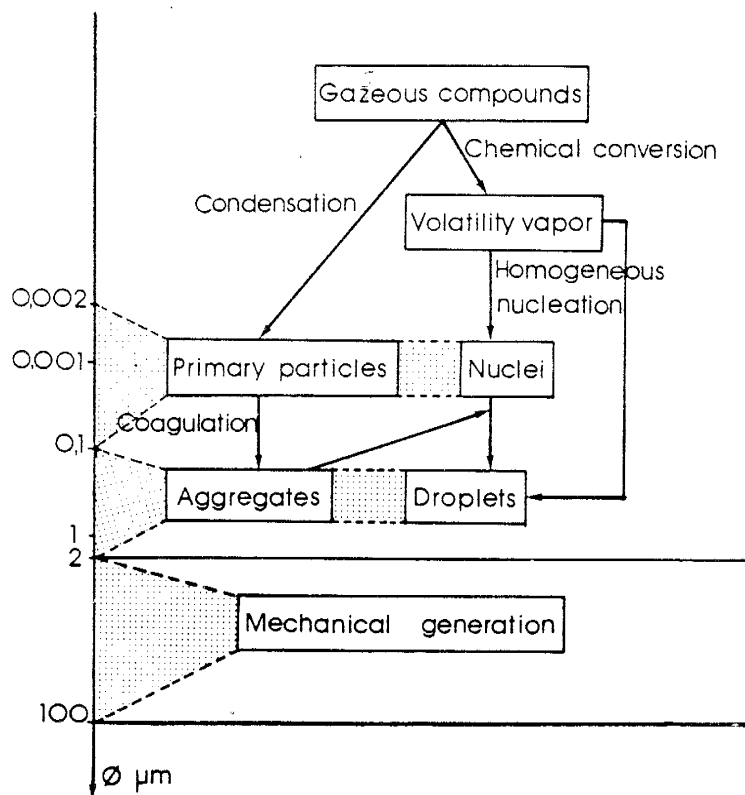 Gazeous compounds
Chemical conversion
Condensation
Volatility vapor
Homogeneous
nucleation
0,002
0,001
Primary particles
Nuclei
Coagulation
0,1
Aggregates
Droplets
1
2
Mechanical generation
100
Ø µm